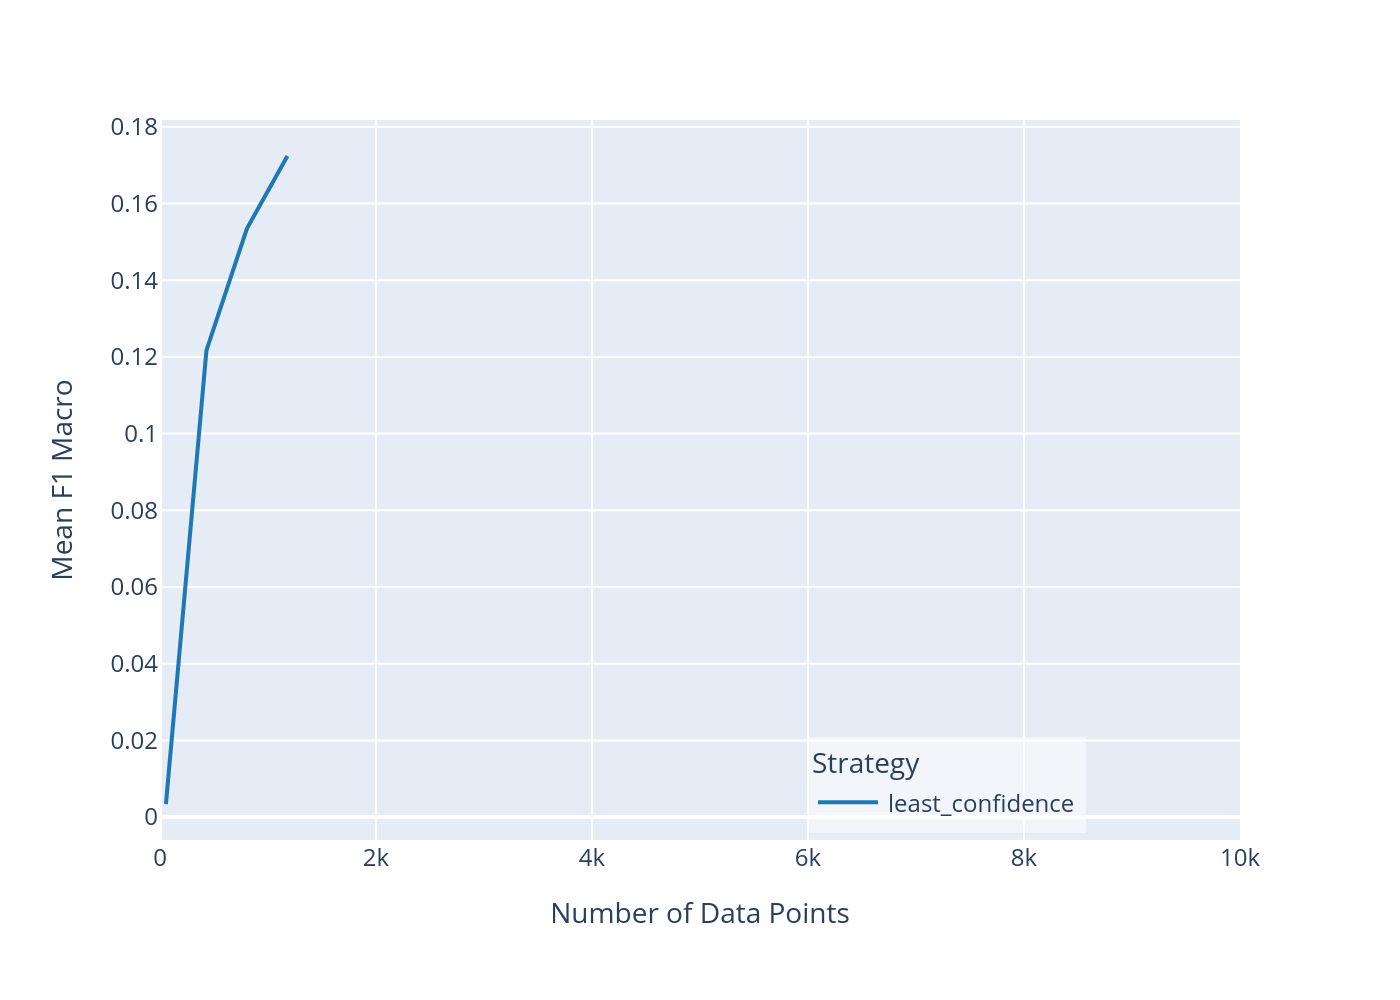 0.18
0.16
0.14
0.12
0.1
0.08
0.06
0.04
0.02
0
Mean F1 Macro
Strategy
least_confidence
0 2k 4k 6k 8k 10k
Number of Data Points